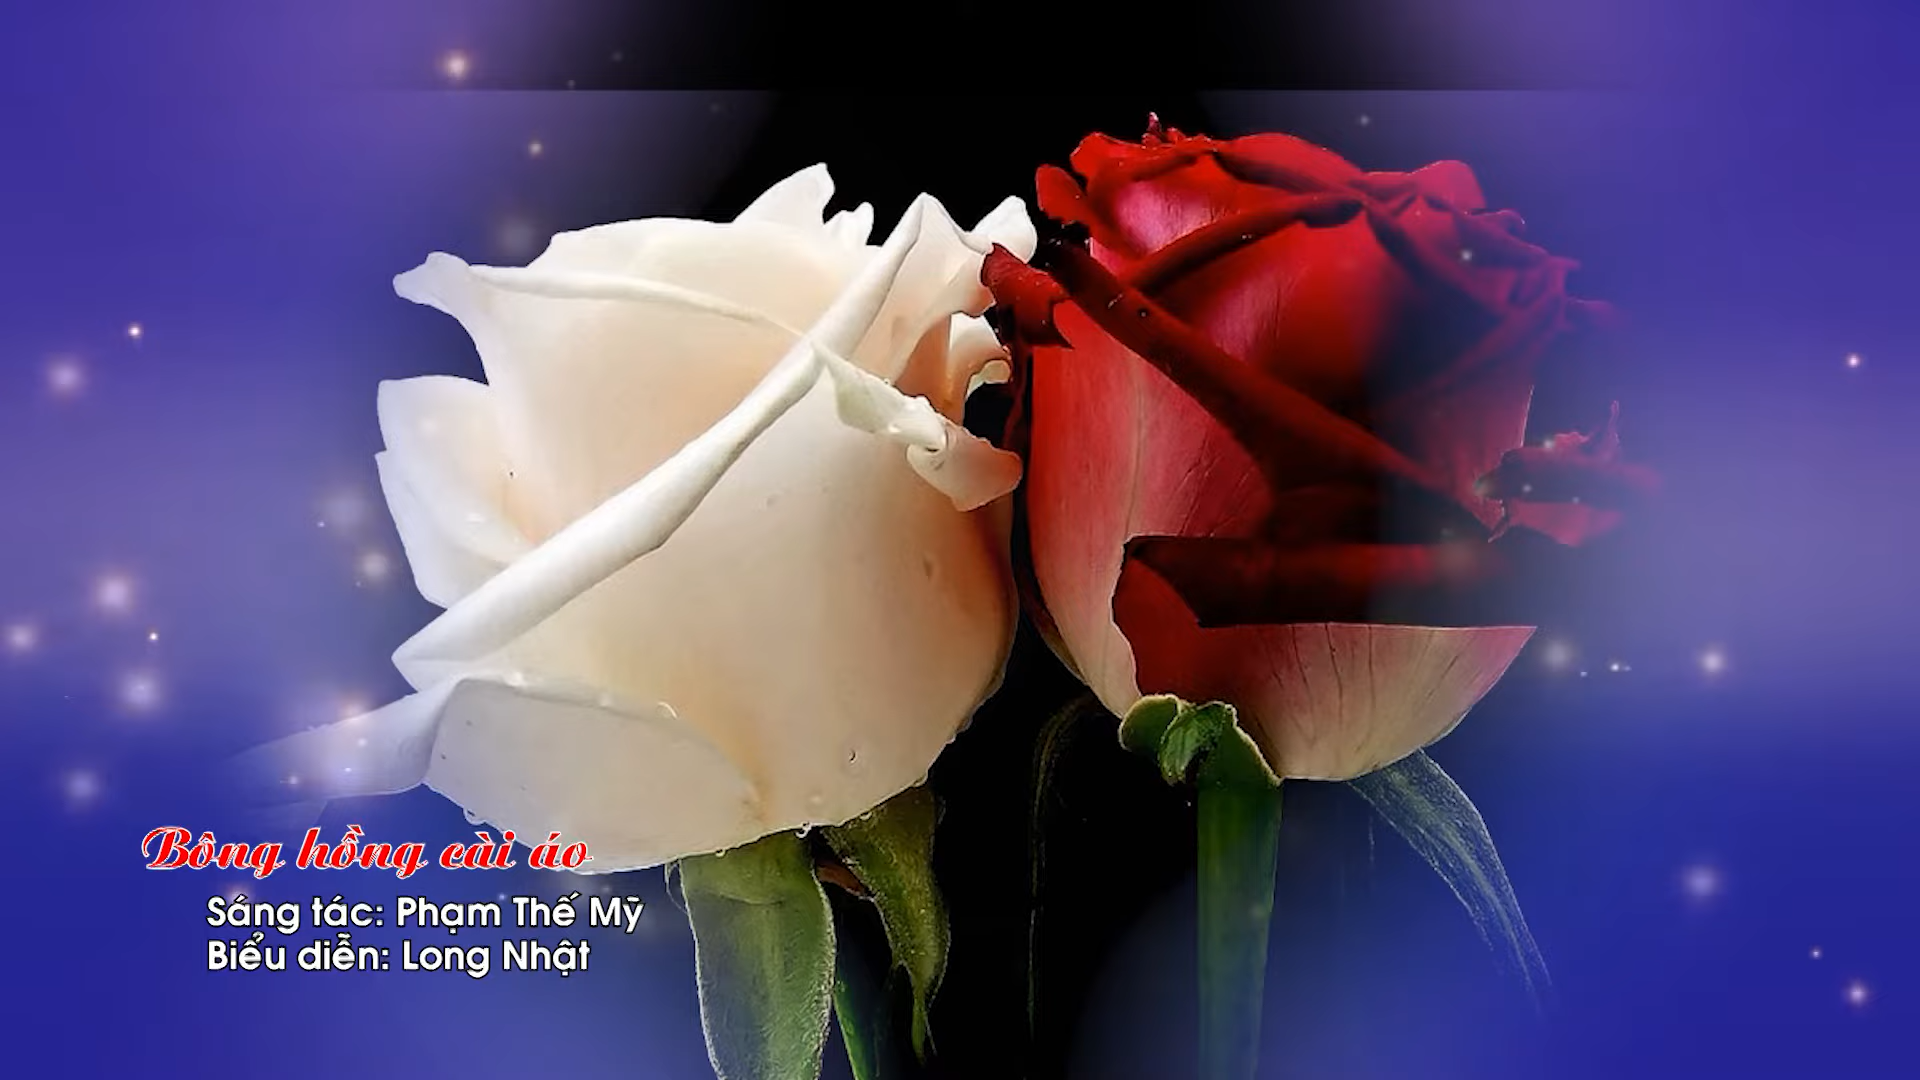 Bông hồng cài áo
Sáng tác: Phạm Thế Mỹ
Biểu diễn: Long Nhật